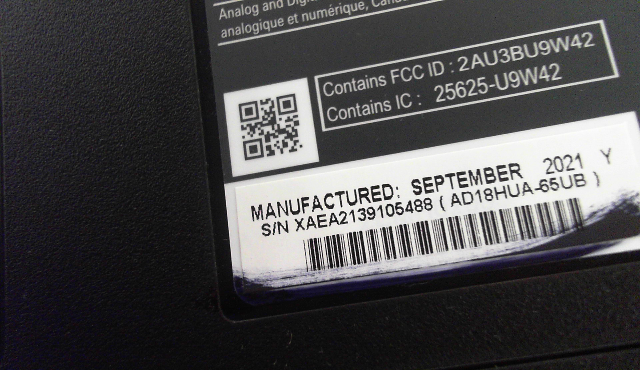 Analog and Dig
analogique et numérique, Cana
Contains FCC ID : 2AU3BU9W42
Contains IC : 25625-U9W42
MANUFACTURED: SEPTEMBER 2021 Y
S/N XAEA2139105488 ( AD18HUA-65UB )